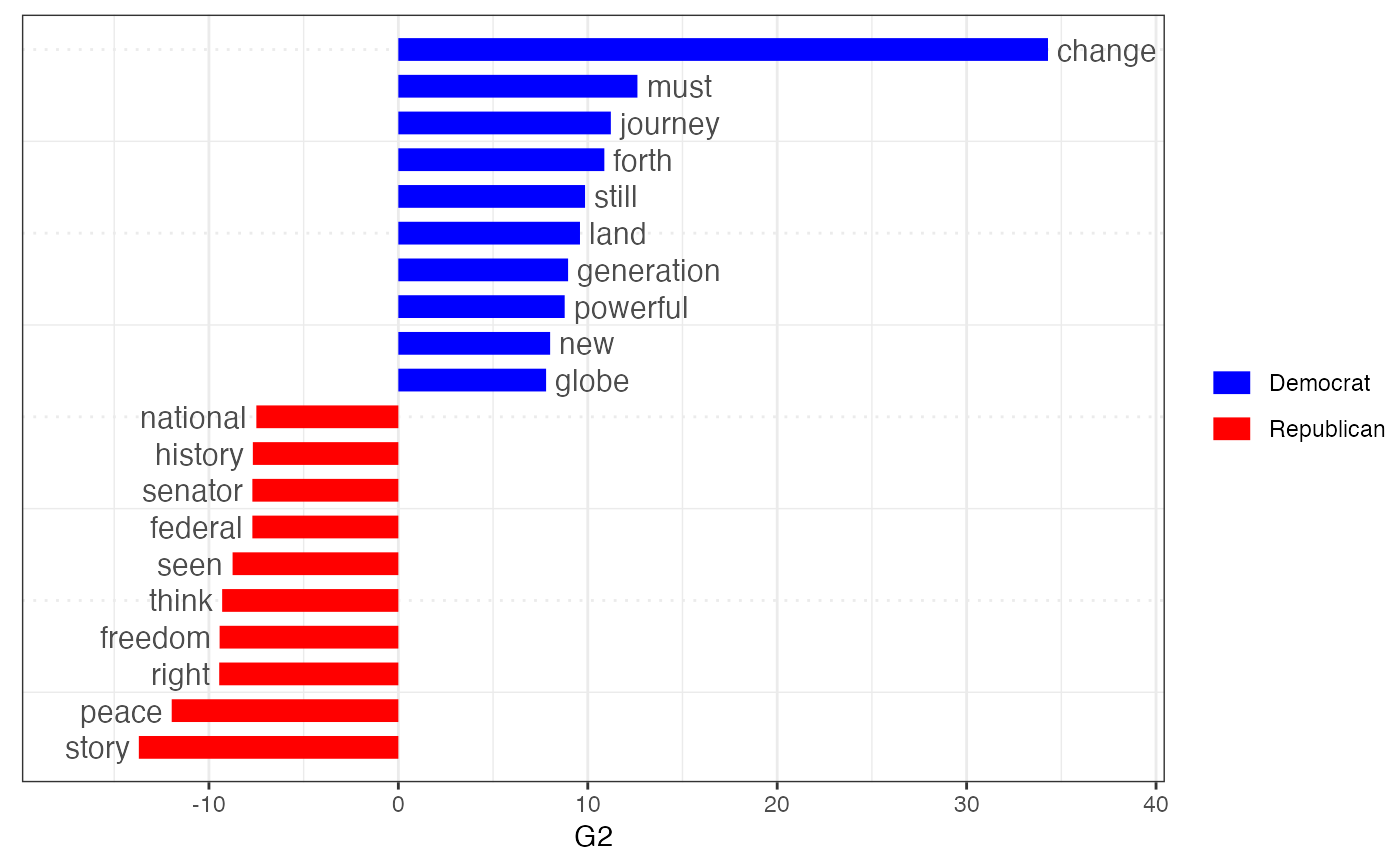 change
must
journey
forth
still
land
generation
powerful
new
globe
national
history
senator
federal
seen
think
freedom
right
peace
story
-10 0 10 20 30 40
G2
Democrat
Republican